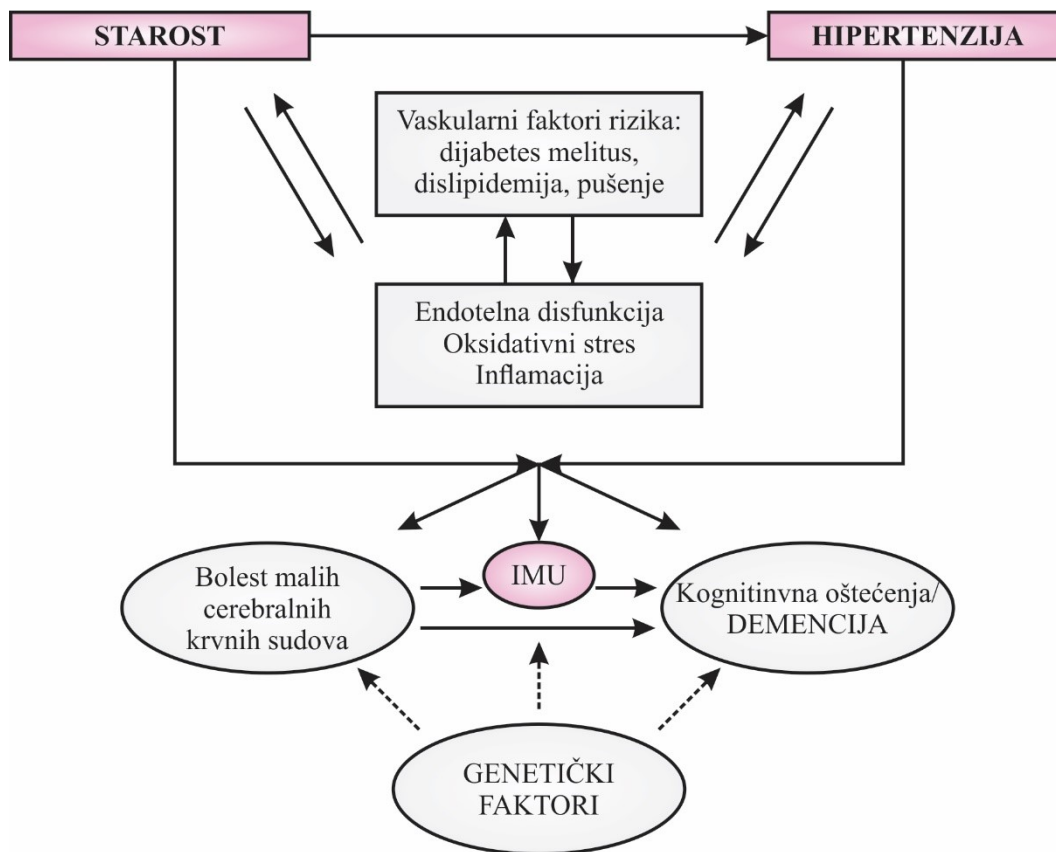 STAROST
HIPERTENZIJA
Vaskularni faktori rizika:
dijabetes melitus,
dislipidemija, pušenje
Endotelna disfunkcija
Oksidativni stres
Inflamacija
Bolest malih
cerebralnih
krvnih sudova
IMU
Kognitinvna oštećenja/
DEMENCIJA
GENETIČKI
FAKTORI